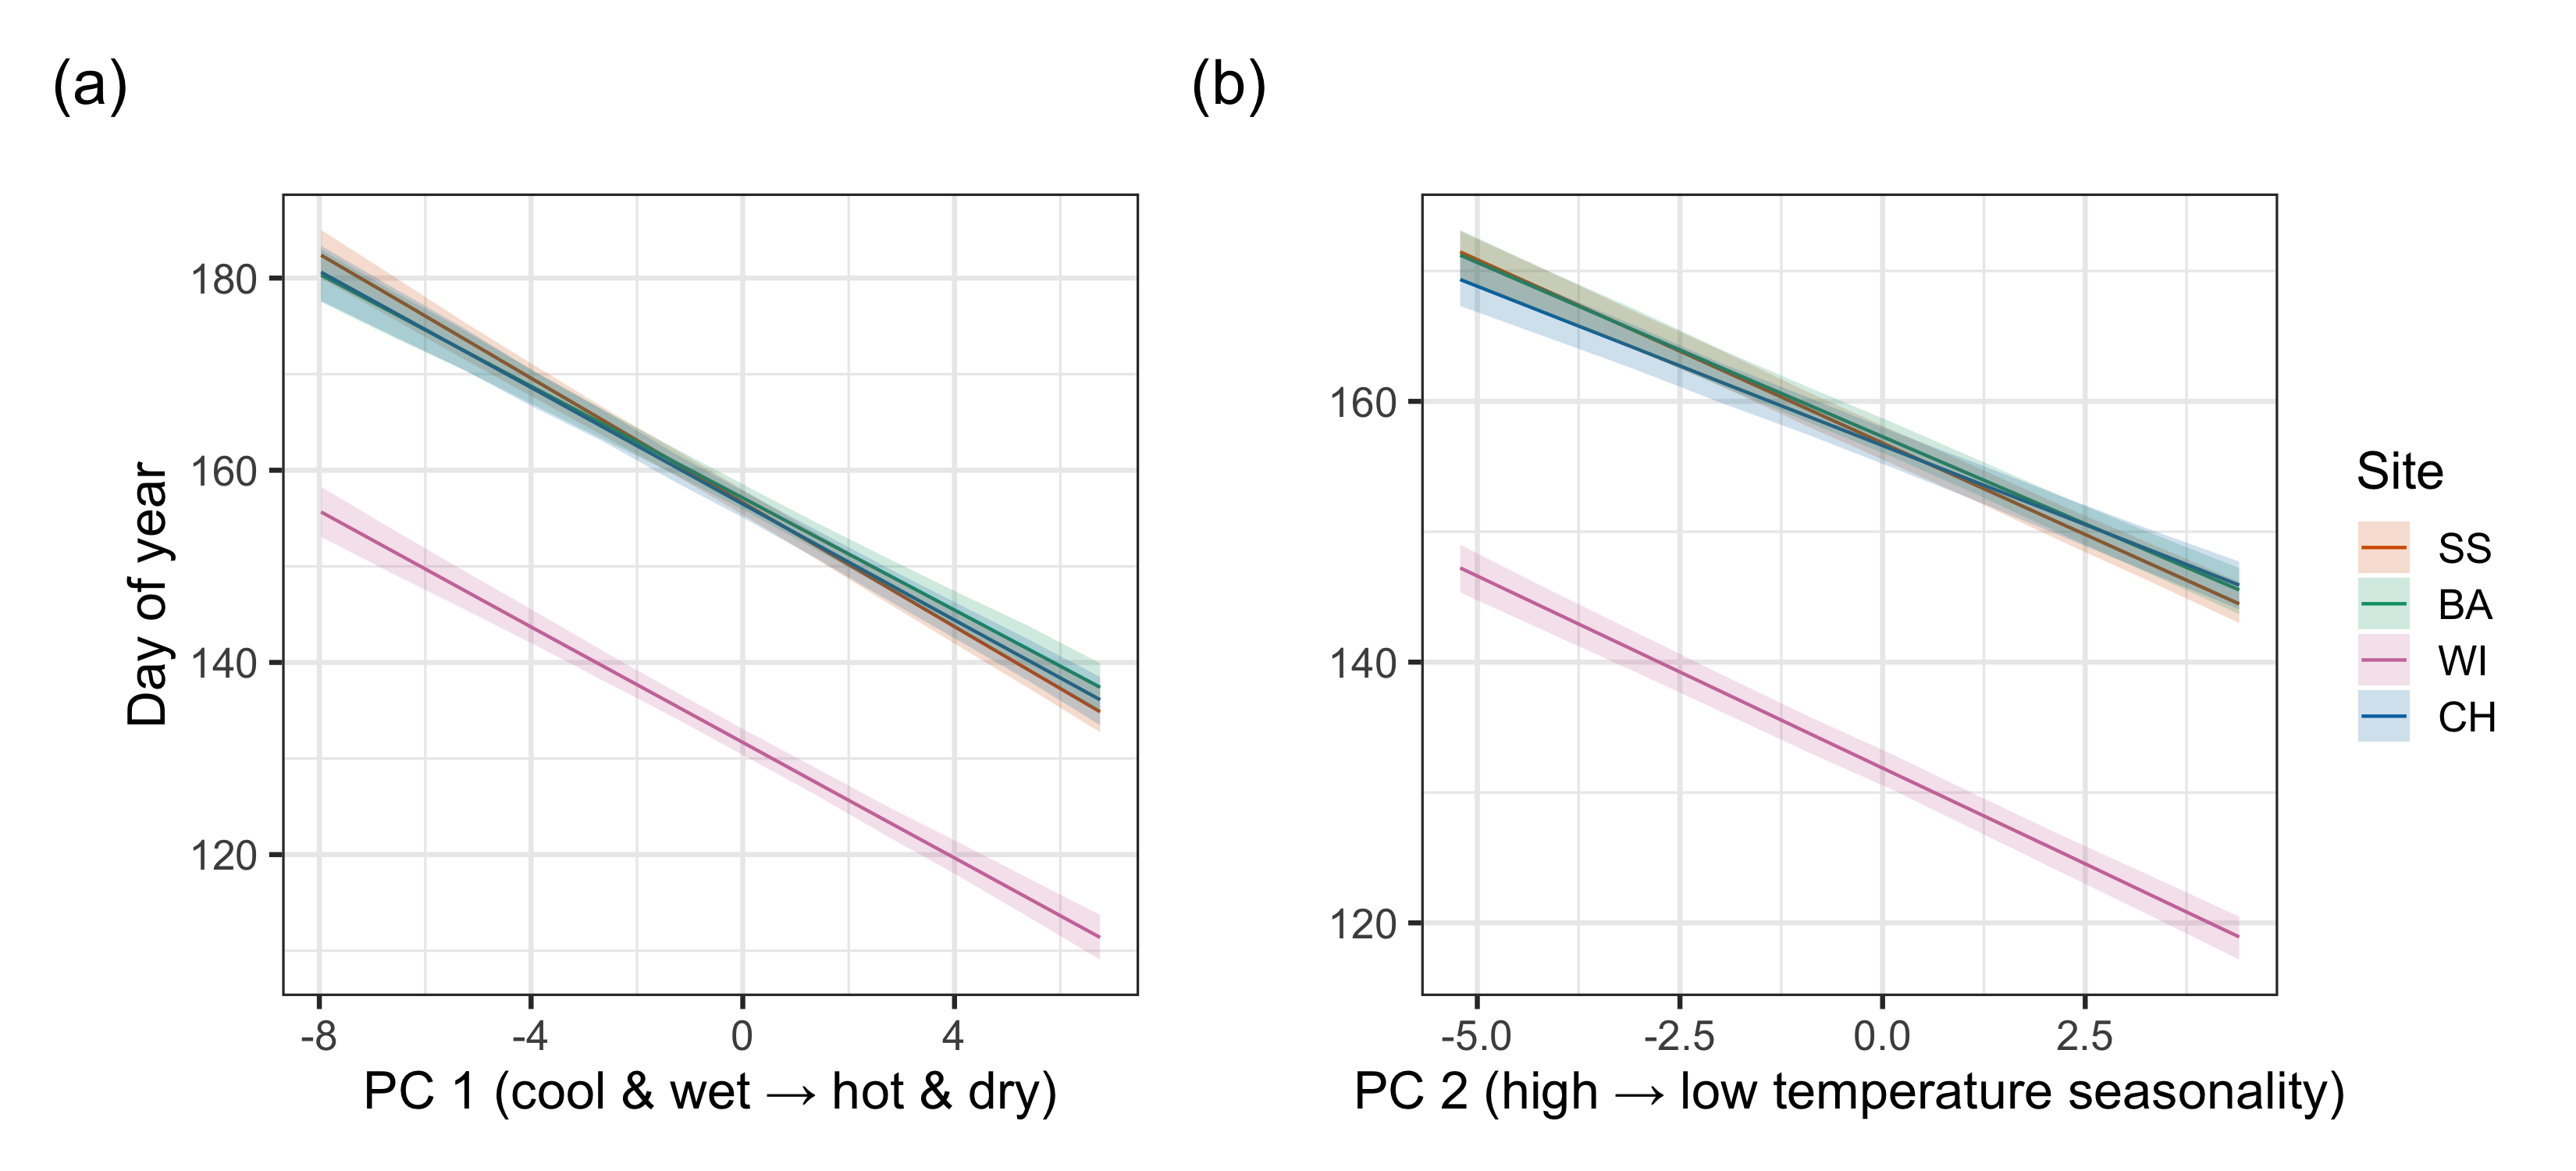 (a)
(b)
Day of year
180
160
140
120
-8
-4
0
4
PC 1 (cool & wet → hot & dry)
160
140
120
-5.0
-2.5
0.0
2.5
PC 2 (high → low temperature seasonality)
Site
SS
BA
WI
CH